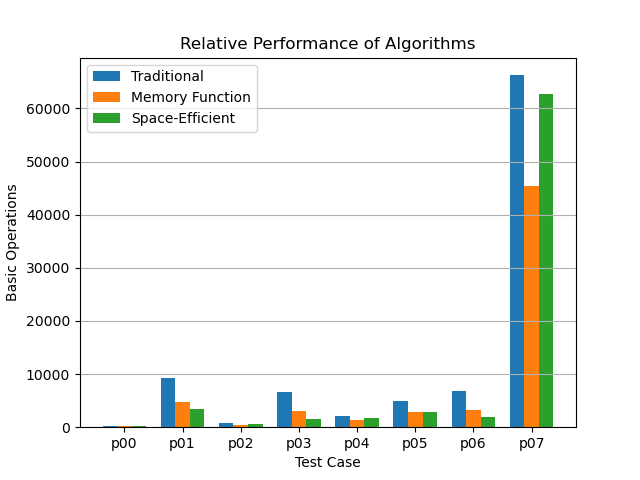 Relative Performance of Algorithms
Traditional
Memory Function
Space-Efficient
Basic Operations
60000
50000
40000
30000
20000
10000
0
p00 p01 p02 p03 p04 p05 p06 p07
Test Case